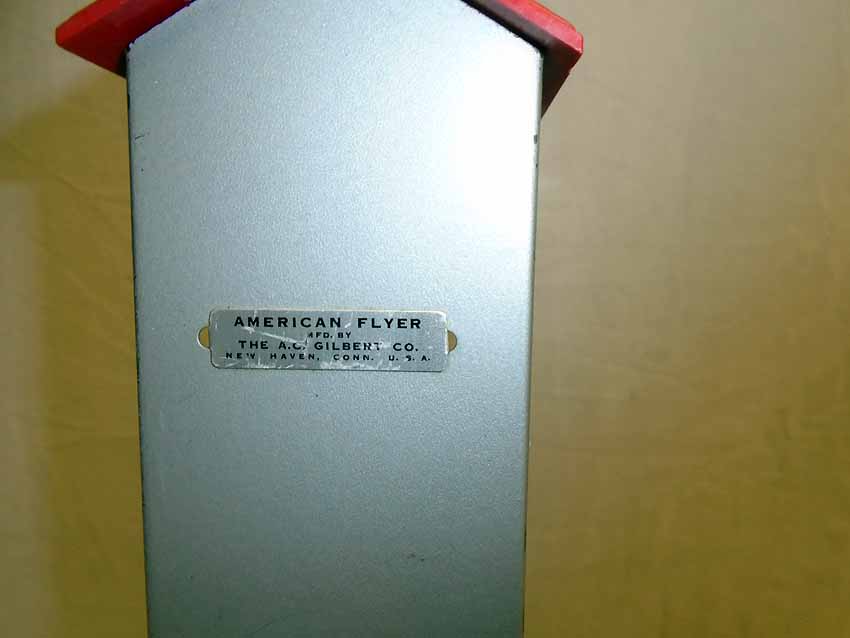 AMERICAN FLYER
MFD. BY
THE A.C. GILBERT CO.
NEW HAVEN, CONN. U. S. A.